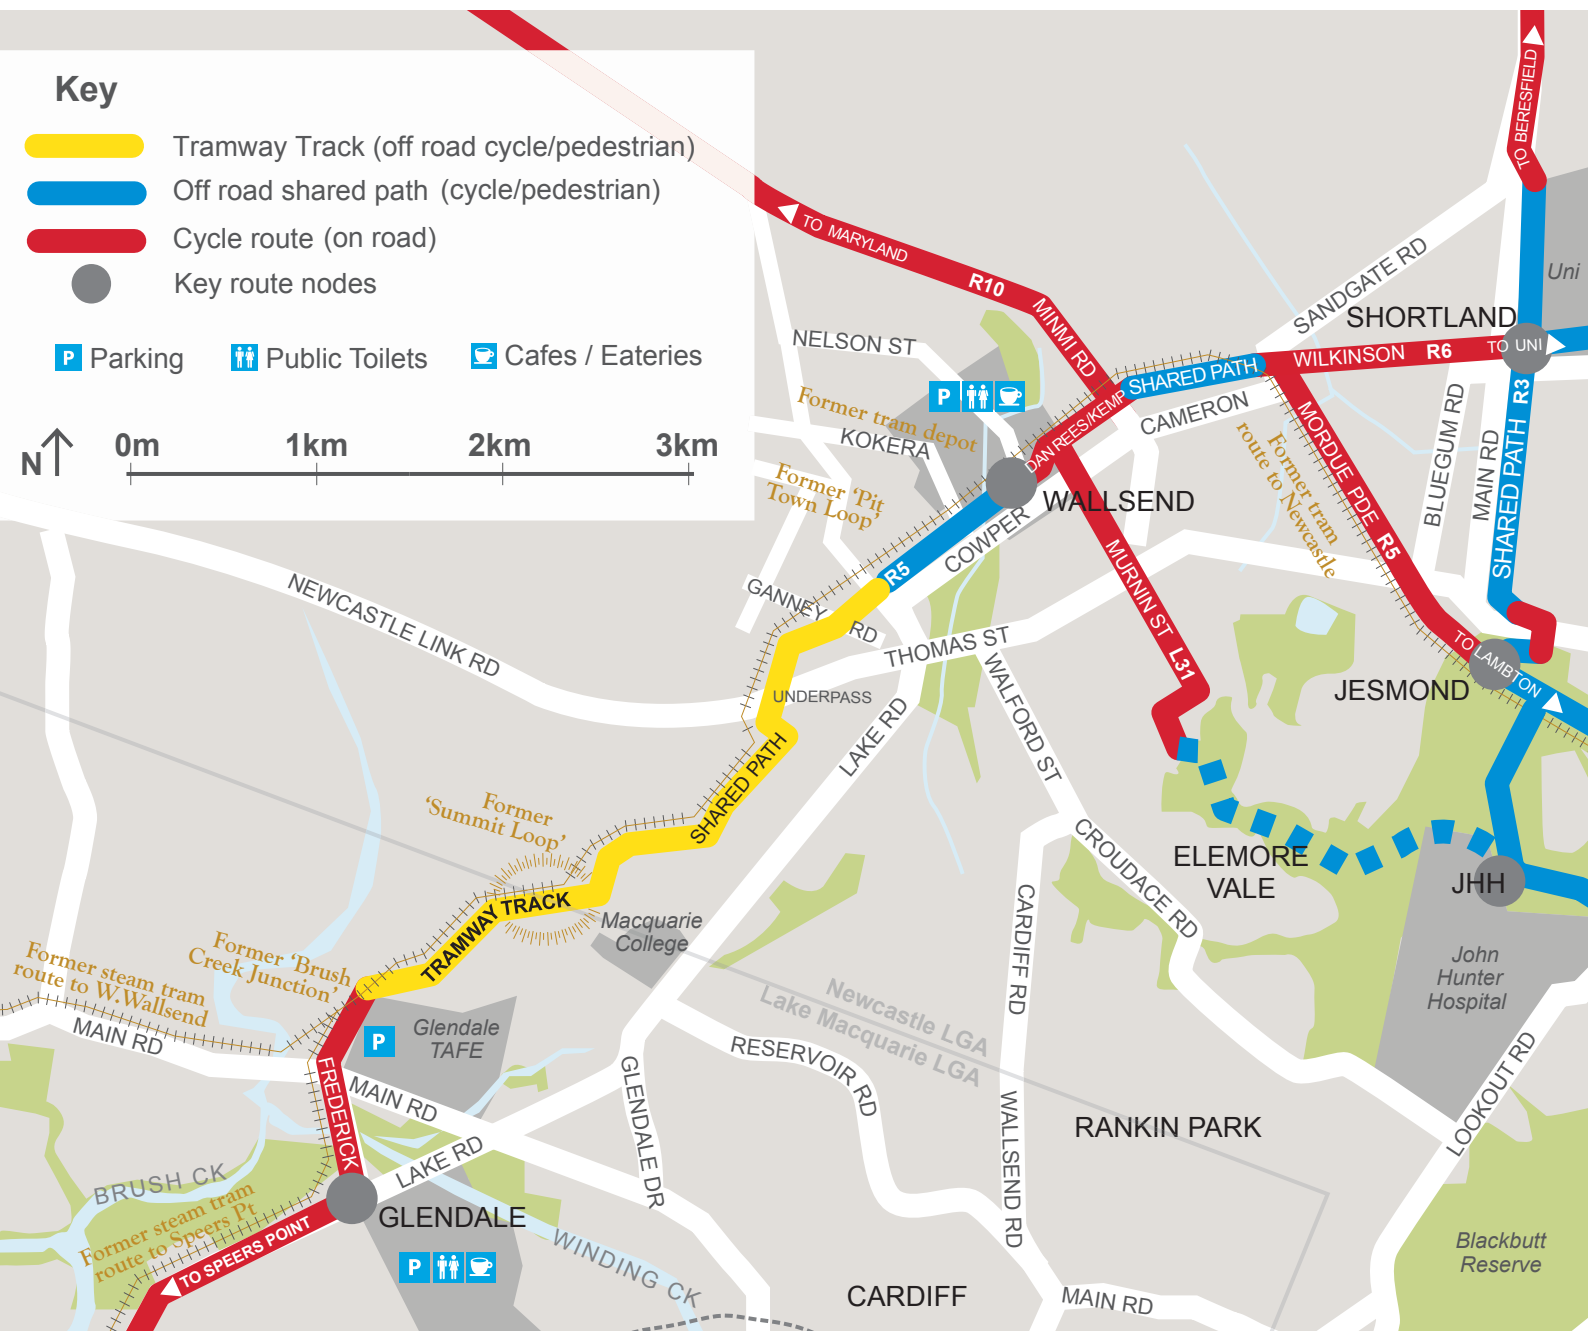 Key
Tramway Track (off road cycle/pedestrian)
Off road shared path (cycle/pedestrian)
Cycle route (on road)
Key route nodes
P Parking
Public Toilets
Cafes / Eateries
N
0m 1km 2km 3km
TO BERESFIELD
TO MARYLAND
R10
MINMI RD
SANDGATE RD
Uni
SHORTLAND
NELSON ST
WILKINSON R6
TO UNI
SHARED PATH
P
Former tram depot
KOKERA
DAN REES/KEMP
CAMERON
MORDUE PDE R5
BLUEGUM RD
MAIN RD
SHARED PATH R3
Former tram
route to Newcastle
Former 'Pit
Town Loop'
WALLSEND
COWPER
R5
GANNEY RD
MURNIN ST L31
NEWCASTLE LINK RD
THOMAS ST
WALFORD ST
TO LAMBTON
JESMOND
UNDERPASS
LAKE RD
SHARED PATH
Former
'Summit Loop'
CROUDACE RD
ELEMORE
VALE
JHH
TRAMWAY TRACK
Macquarie
College
CARDIFF RD
Former 'Brush
Creek Junction'
Former steam tram
route to W.Wallsend
John
Hunter
Hospital
Newcastle LGA
Lake Macquarie LGA
MAIN RD
P
Glendale
TAFE
FREDERICK
MAIN RD
RESERVOIR RD
GLENDALE DR
WALLSEND RD
RANKIN PARK
LOOKOUT RD
LAKE RD
BRUSH CK
Former steam tram
route to Speers Pt
TO SPEERS POINT
GLENDALE
P
WINDING CK
Blackbutt
Reserve
CARDIFF
MAIN RD